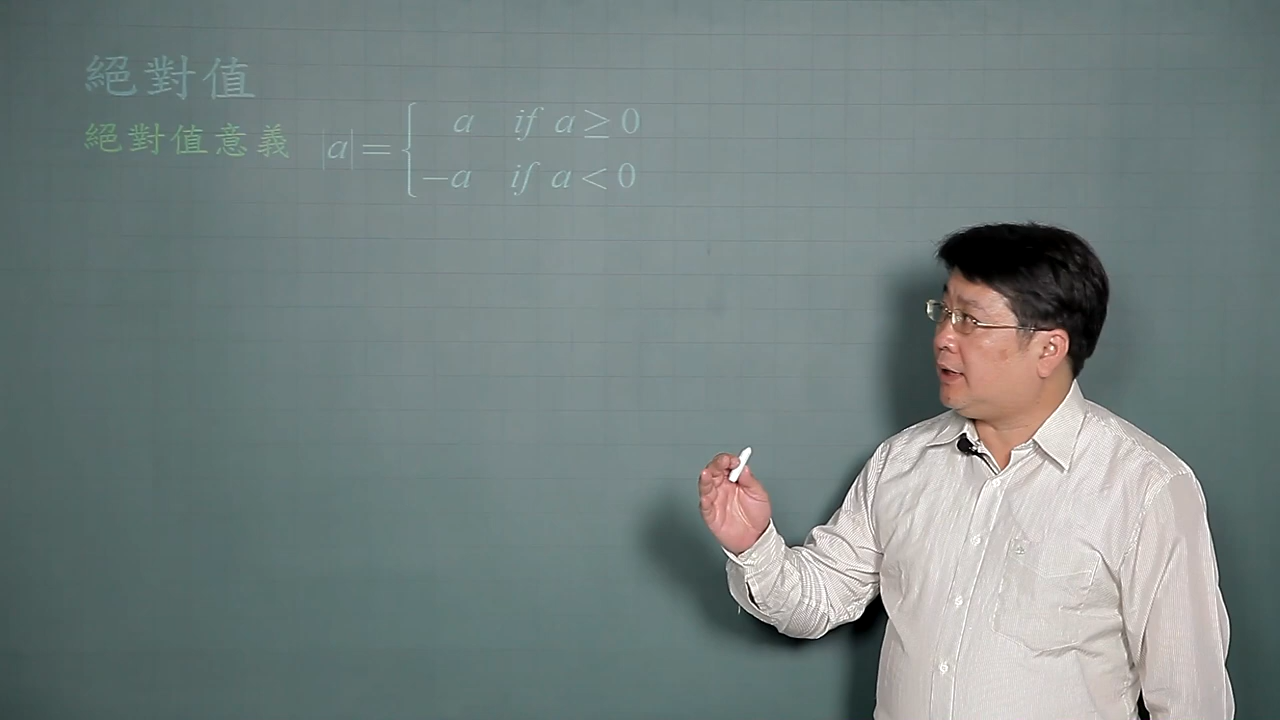 絕對值
絕對值意義 |a| = { a if a ≥ 0
-a if a < 0